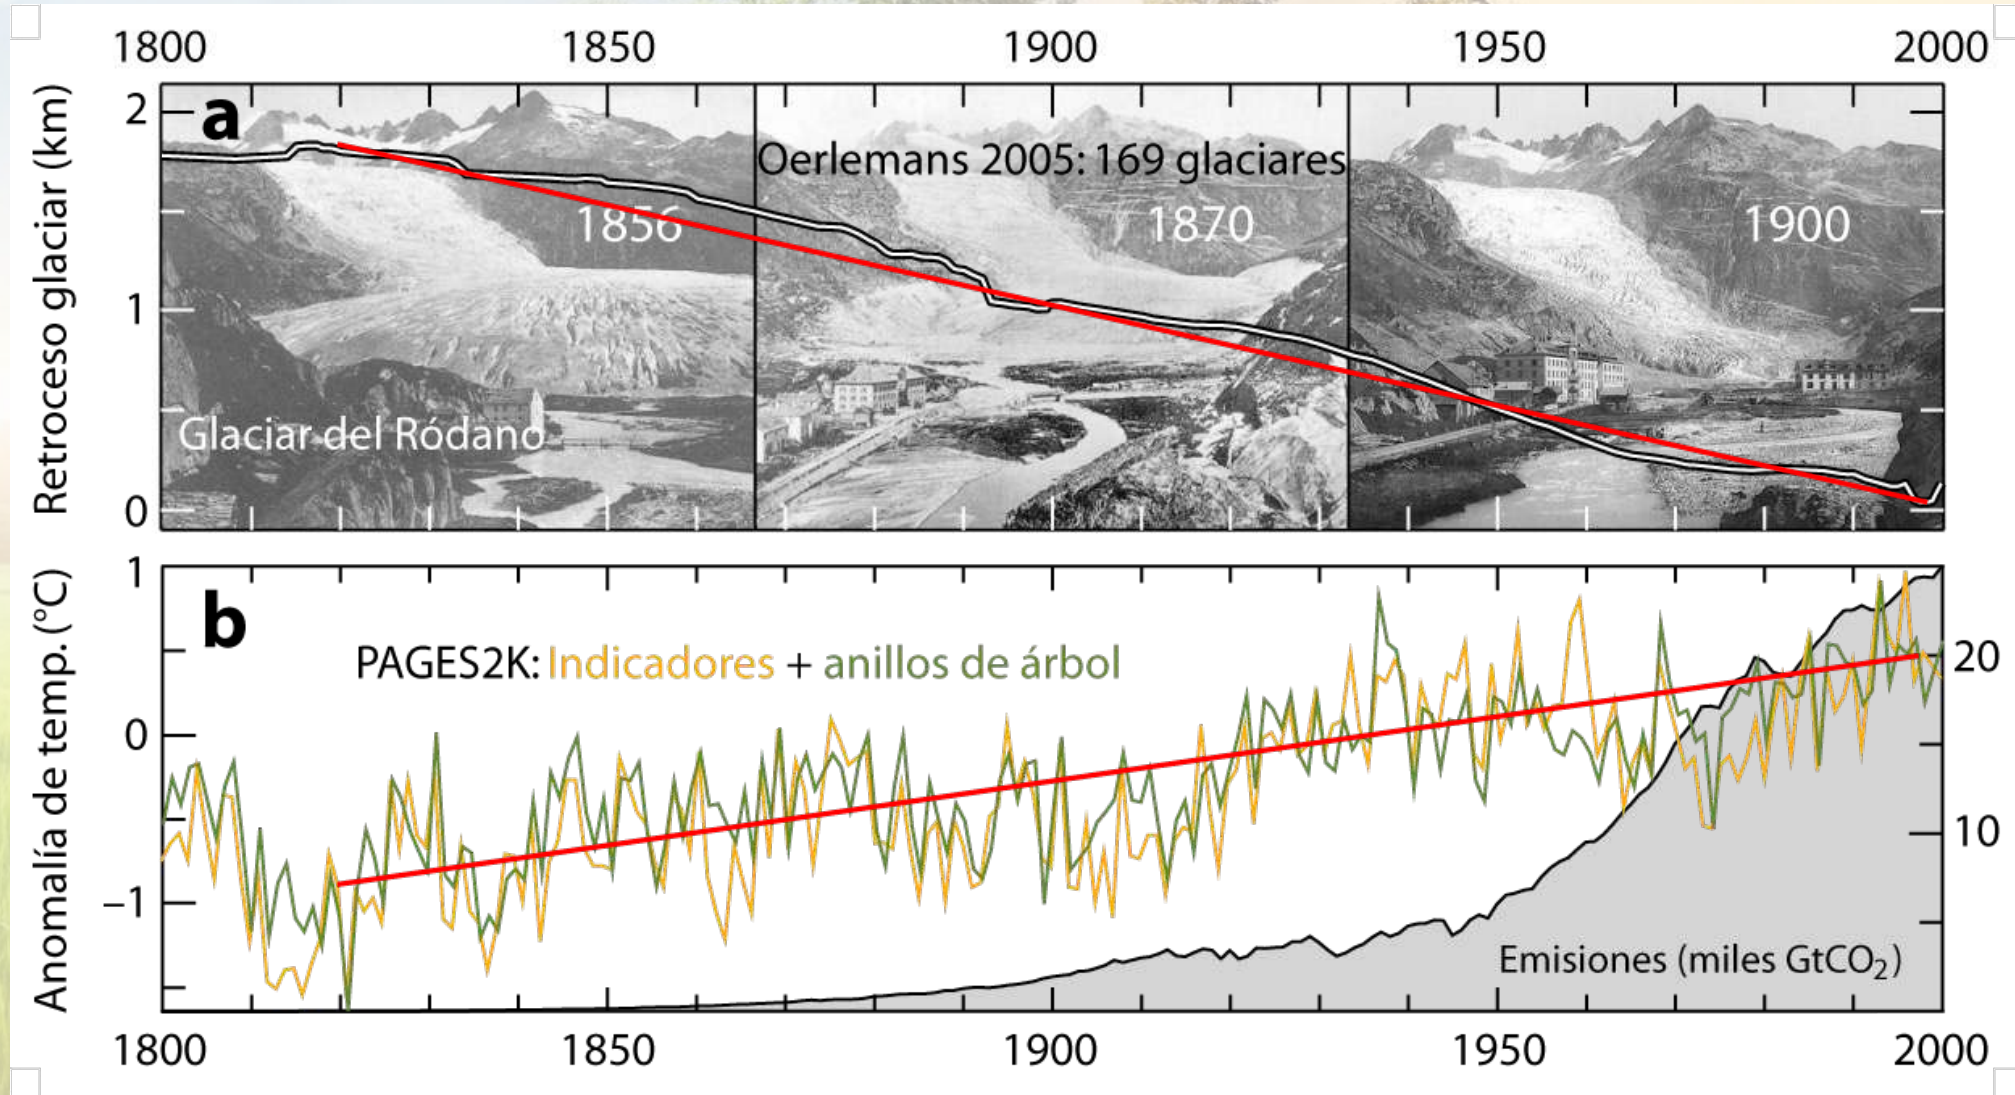 1800 1850 1900 1950 2000
Retroceso glaciar (km)
2
1
0
a
Oerlemans 2005: 169 glaciares
1856
1870
1900
Glaciar del Ródano
Anomalía de temp. (°C)
1
0
−1
b
PAGES2K: Indicadores + anillos de árbol
20
10
Emisiones (miles GtCO₂)
1800 1850 1900 1950 2000